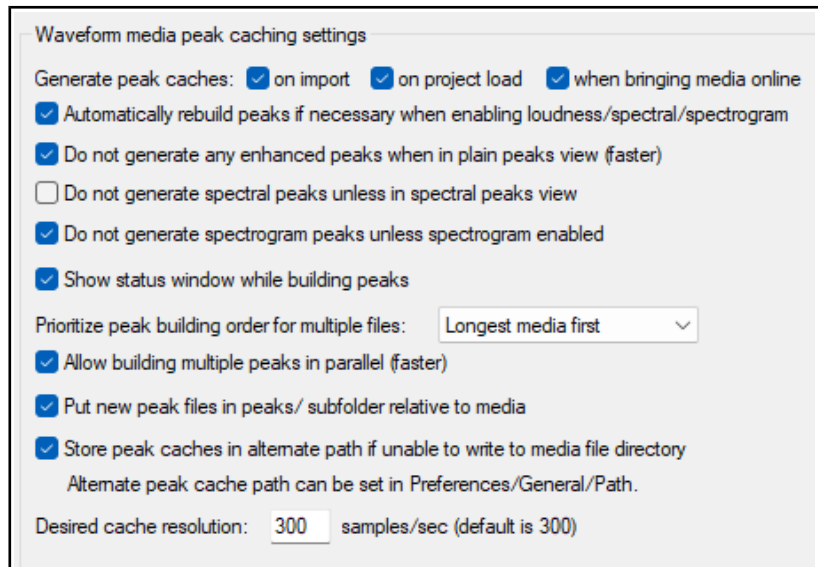 Waveform media peak caching settings
Generate peak caches: on import on project load when bringing media online
Automatically rebuild peaks if necessary when enabling loudness/spectral/spectrogram
Do not generate any enhanced peaks when in plain peaks view (faster)
Do not generate spectral peaks unless in spectral peaks view
Do not generate spectrogram peaks unless spectrogram enabled
Show status window while building peaks
Prioritize peak building order for multiple files: Longest media first
Allow building multiple peaks in parallel (faster)
Put new peak files in peaks/ subfolder relative to media
Store peak caches in alternate path if unable to write to media file directory
Alternate peak cache path can be set in Preferences/General/Path.
Desired cache resolution: 300 samples/sec (default is 300)